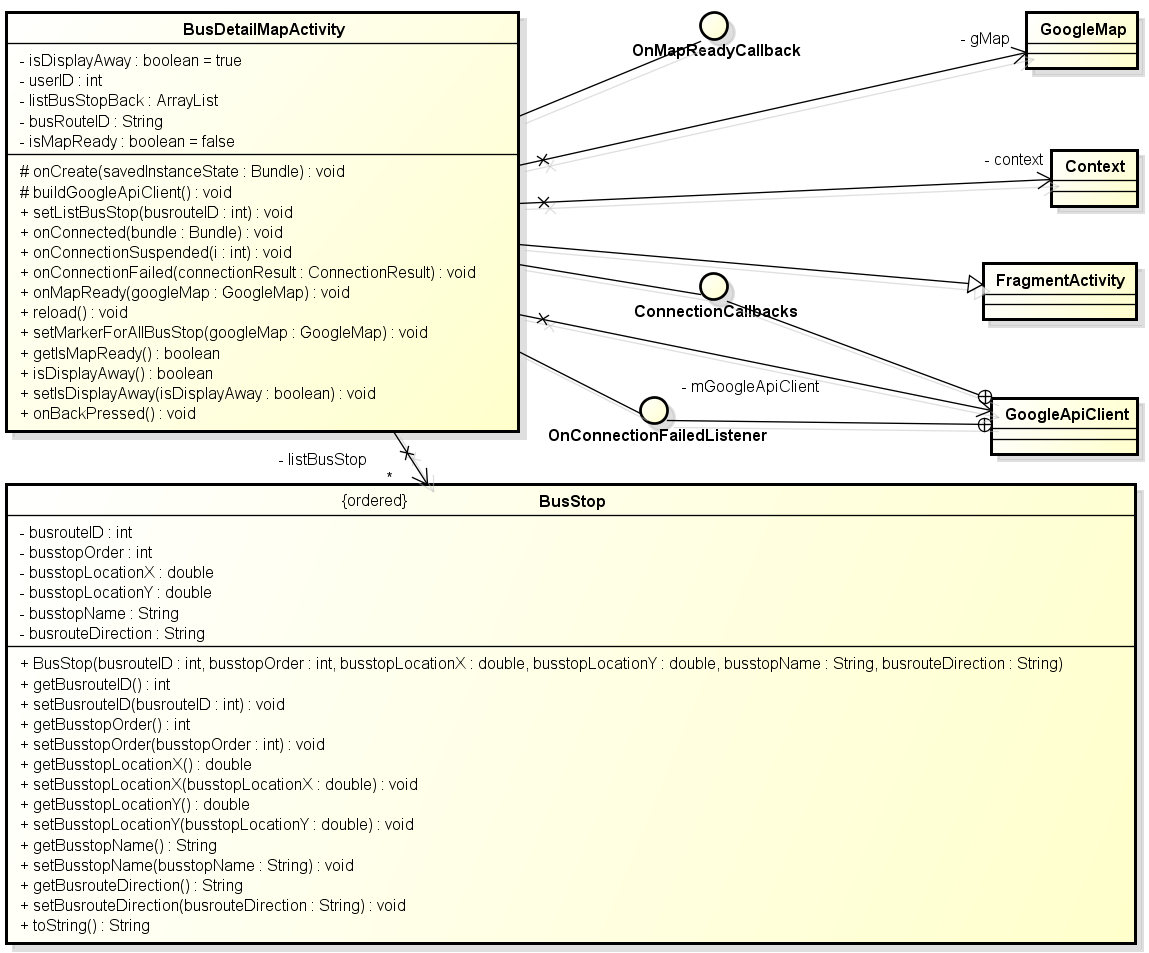 BusDetailMapActivity
- isDisplayAway : boolean = true
- userID : int
- listBusStopBack : ArrayList
- busRouteID : String
- isMapReady : boolean = false
# onCreate(savedInstanceState : Bundle) : void
# buildGoogleApiClient() : void
+ setListBusStop(busrouteID : int) : void
+ onConnected(bundle : Bundle) : void
+ onConnectionSuspended(i : int) : void
+ onConnectionFailed(connectionResult : ConnectionResult) : void
+ onMapReady(googleMap : GoogleMap) : void
+ reload() : void
+ setMarkerForAllBusStop(googleMap : GoogleMap) : void
+ getIsMapReady() : boolean
+ isDisplayAway() : boolean
+ setIsDisplayAway(isDisplayAway : boolean) : void
+ onBackPressed() : void
OnMapReadyCallback
- gMap
GoogleMap
- context
Context
FragmentActivity
ConnectionCallbacks
- mGoogleApiClient
GoogleApiClient
OnConnectionFailedListener
- listBusStop
*
{ordered}
BusStop
- busrouteID : int
- busstopOrder : int
- busstopLocationX : double
- busstopLocationY : double
- busstopName : String
- busrouteDirection : String
+ BusStop(busrouteID : int, busstopOrder : int, busstopLocationX : double, busstopLocationY : double, busstopName : String, busrouteDirection : String)
+ getBusrouteID() : int
+ setBusrouteID(busrouteID : int) : void
+ getBusstopOrder() : int
+ setBusstopOrder(busstopOrder : int) : void
+ getBusstopLocationX() : double
+ setBusstopLocationX(busstopLocationX : double) : void
+ getBusstopLocationY() : double
+ setBusstopLocationY(busstopLocationY : double) : void
+ getBusstopName() : String
+ setBusstopName(busstopName : String) : void
+ getBusrouteDirection() : String
+ setBusrouteDirection(busrouteDirection : String) : void
+ toString() : String